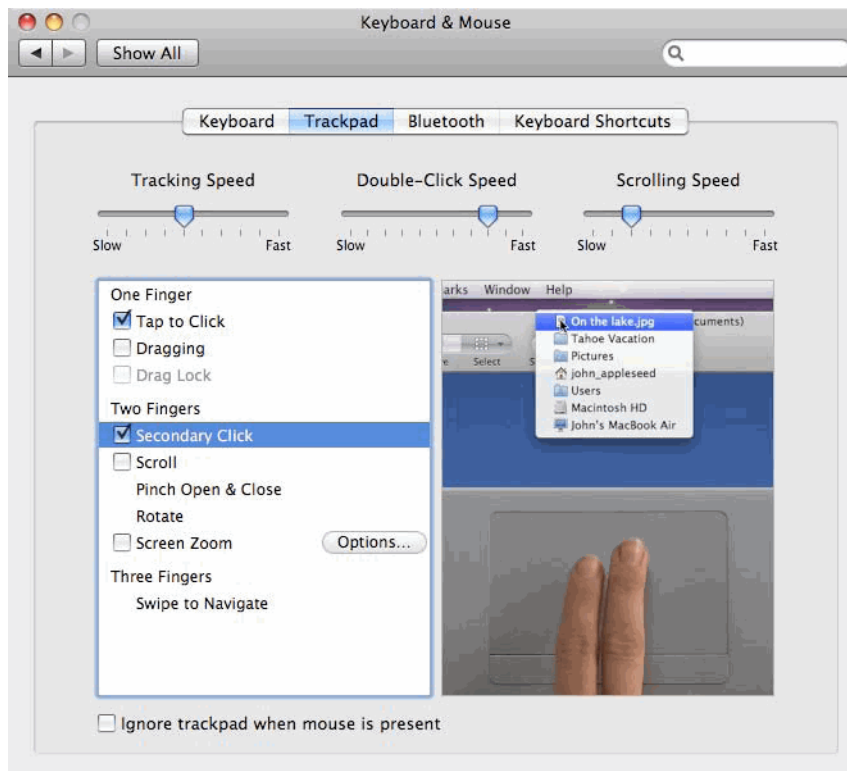 Keyboard & Mouse
Show All
Keyboard Trackpad Bluetooth Keyboard Shortcuts
Tracking Speed Double-Click Speed Scrolling Speed
Slow Fast Slow Fast Slow Fast
One Finger
Tap to Click
Dragging
Drag Lock
Two Fingers
Secondary Click
Scroll
Pinch Open & Close
Rotate
Screen Zoom Options...
Three Fingers
Swipe to Navigate
arks Window Help
On the lake.jpg cuments)
Tahoe Vacation
Select Pictures
john_appleseed
Users
Macintosh HD
John's MacBook Air
Ignore trackpad when mouse is present